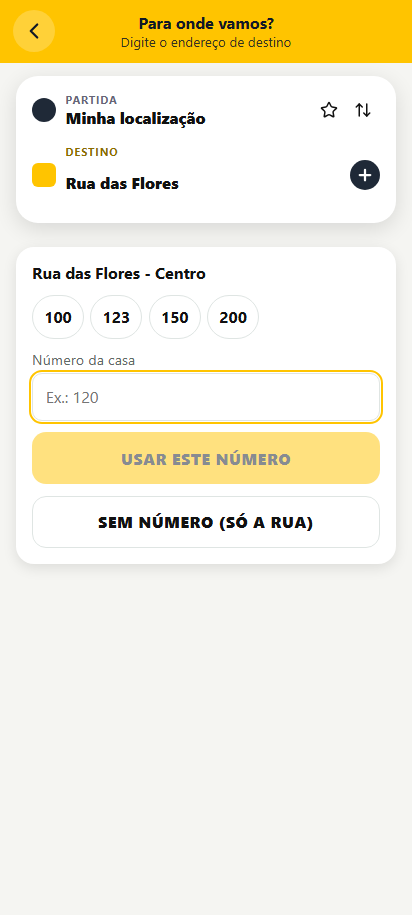 Para onde vamos?
Digite o endereço de destino
PARTIDA
Minha localização
DESTINO
Rua das Flores
Rua das Flores - Centro
100 123 150 200
Número da casa
Ex.: 120
USAR ESTE NÚMERO
SEM NÚMERO (SÓ A RUA)